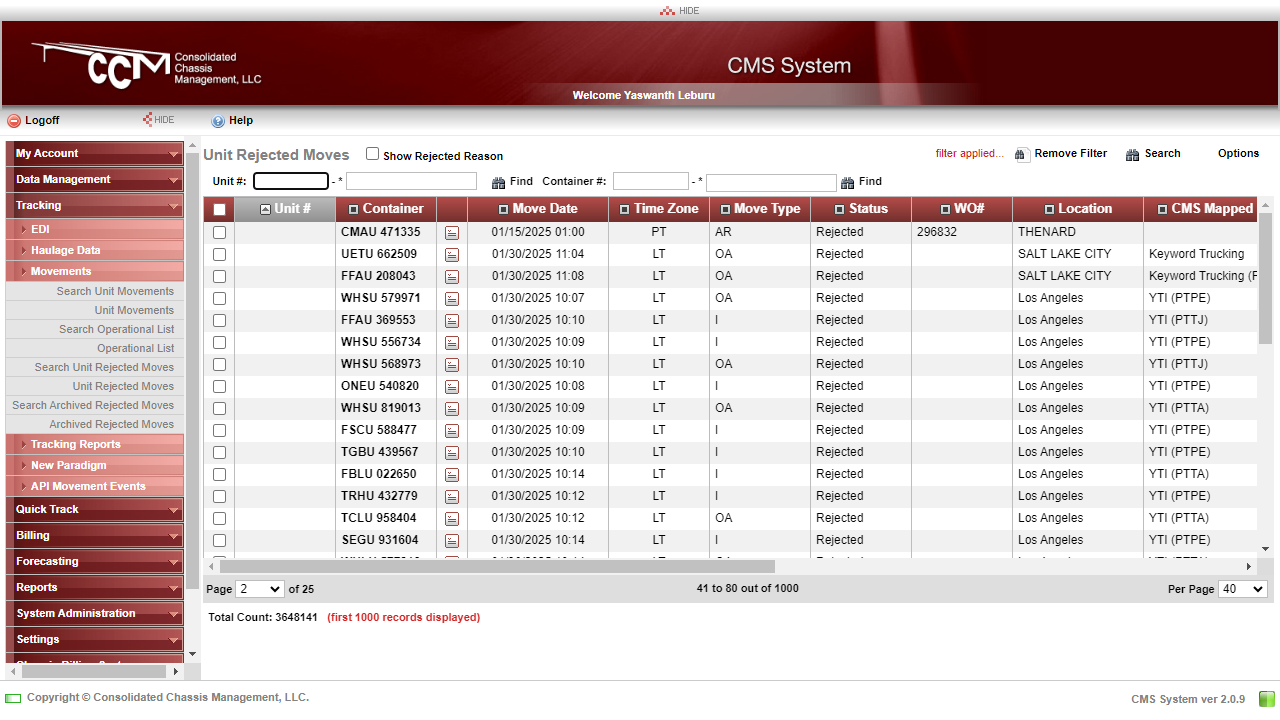 HIDE
CCM Consolidated Chassis Management, LLC
CMS System
Welcome Yaswanth Leburu
Logoff HIDE Help
My Account
Data Management
Tracking
EDI
Haulage Data
Movements
Search Unit Movements
Unit Movements
Search Operational List
Operational List
Search Unit Rejected Moves
Unit Rejected Moves
Search Archived Rejected Moves
Archived Rejected Moves
Tracking Reports
New Paradigm
API Movement Events
Quick Track
Billing
Forecasting
Reports
System Administration
Settings
Unit Rejected Moves Show Rejected Reason filter applied... Remove Filter Search Options
Unit #: - * Find Container #: - * Find
Unit # Container Move Date Time Zone Move Type Status WO# Location CMS Mapped
CMAU 471335 01/15/2025 01:00 PT AR Rejected 296832 THENARD
UETU 662509 01/30/2025 11:04 LT OA Rejected SALT LAKE CITY Keyword Trucking
FFAU 208043 01/30/2025 11:08 LT OA Rejected SALT LAKE CITY Keyword Trucking (F
WHSU 579971 01/30/2025 10:07 LT OA Rejected Los Angeles YTI (PTPE)
FFAU 369553 01/30/2025 10:10 LT I Rejected Los Angeles YTI (PTTJ)
WHSU 556734 01/30/2025 10:09 LT I Rejected Los Angeles YTI (PTPE)
WHSU 568973 01/30/2025 10:10 LT OA Rejected Los Angeles YTI (PTTJ)
ONEU 540820 01/30/2025 10:08 LT I Rejected Los Angeles YTI (PTPE)
WHSU 819013 01/30/2025 10:09 LT OA Rejected Los Angeles YTI (PTTA)
FSCU 588477 01/30/2025 10:09 LT I Rejected Los Angeles YTI (PTPE)
TGBU 439567 01/30/2025 10:10 LT I Rejected Los Angeles YTI (PTPE)
FBLU 022650 01/30/2025 10:14 LT I Rejected Los Angeles YTI (PTTA)
TRHU 432779 01/30/2025 10:12 LT I Rejected Los Angeles YTI (PTPE)
TCLU 958404 01/30/2025 10:12 LT OA Rejected Los Angeles YTI (PTTA)
SEGU 931604 01/30/2025 10:14 LT I Rejected Los Angeles YTI (PTPE)
Page 2 of 25 41 to 80 out of 1000 Per Page 40
Total Count: 3648141 (first 1000 records displayed)
Copyright © Consolidated Chassis Management, LLC. CMS System ver 2.0.9